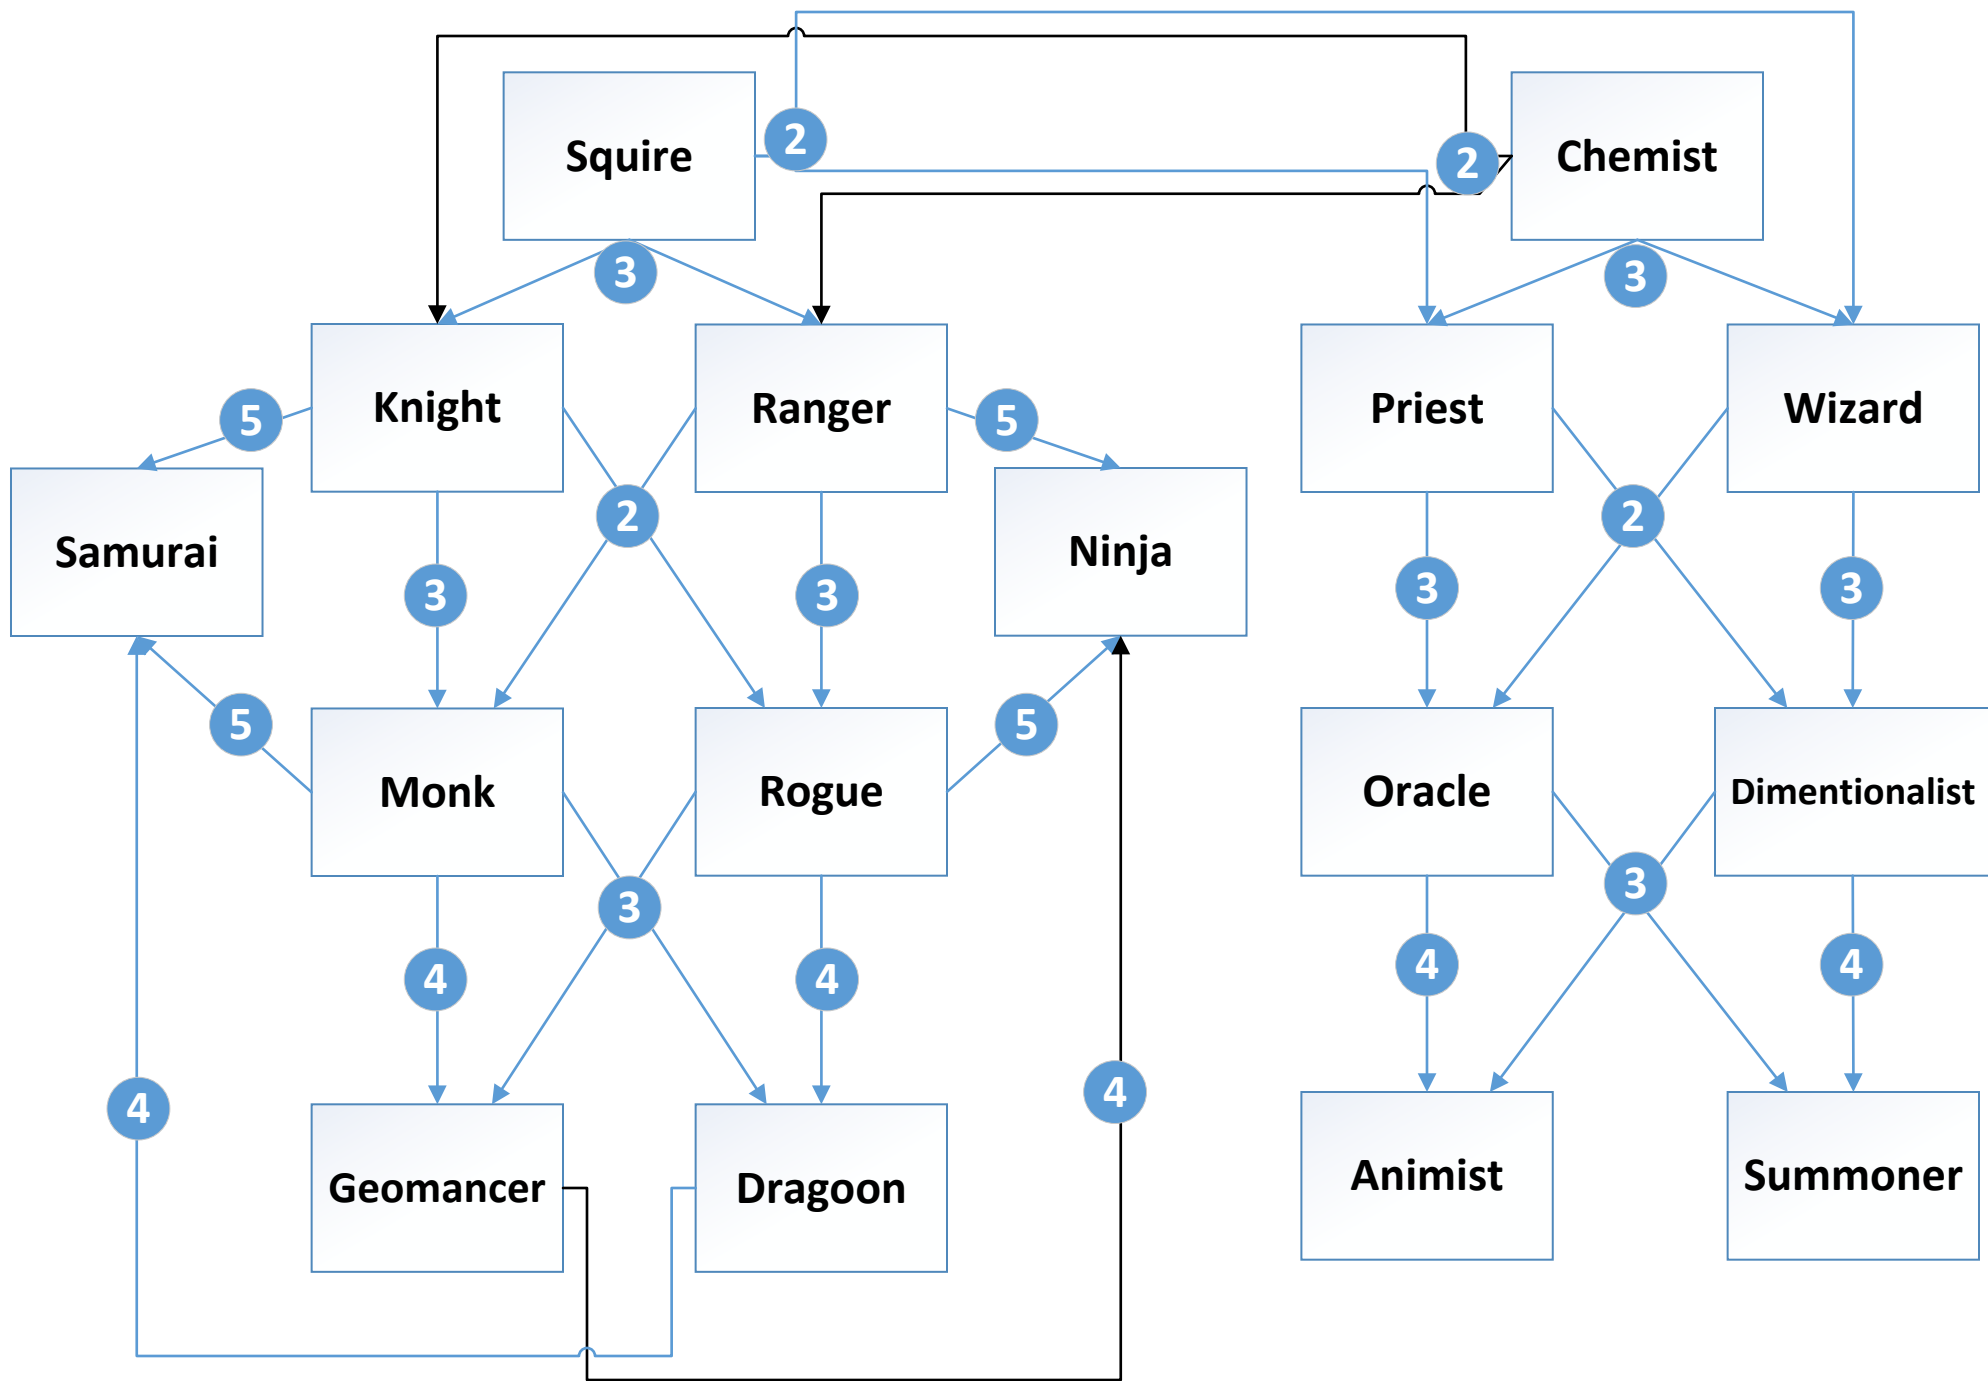 2
Squire
2
Chemist
3
3
Knight
5
Ranger
5
Priest
Wizard
Samurai
2
Ninja
2
3
3
3
3
5
Monk
Rogue
5
Oracle
Dimentionalist
3
3
4
4
4
4
4
4
Geomancer
Dragoon
Animist
Summoner